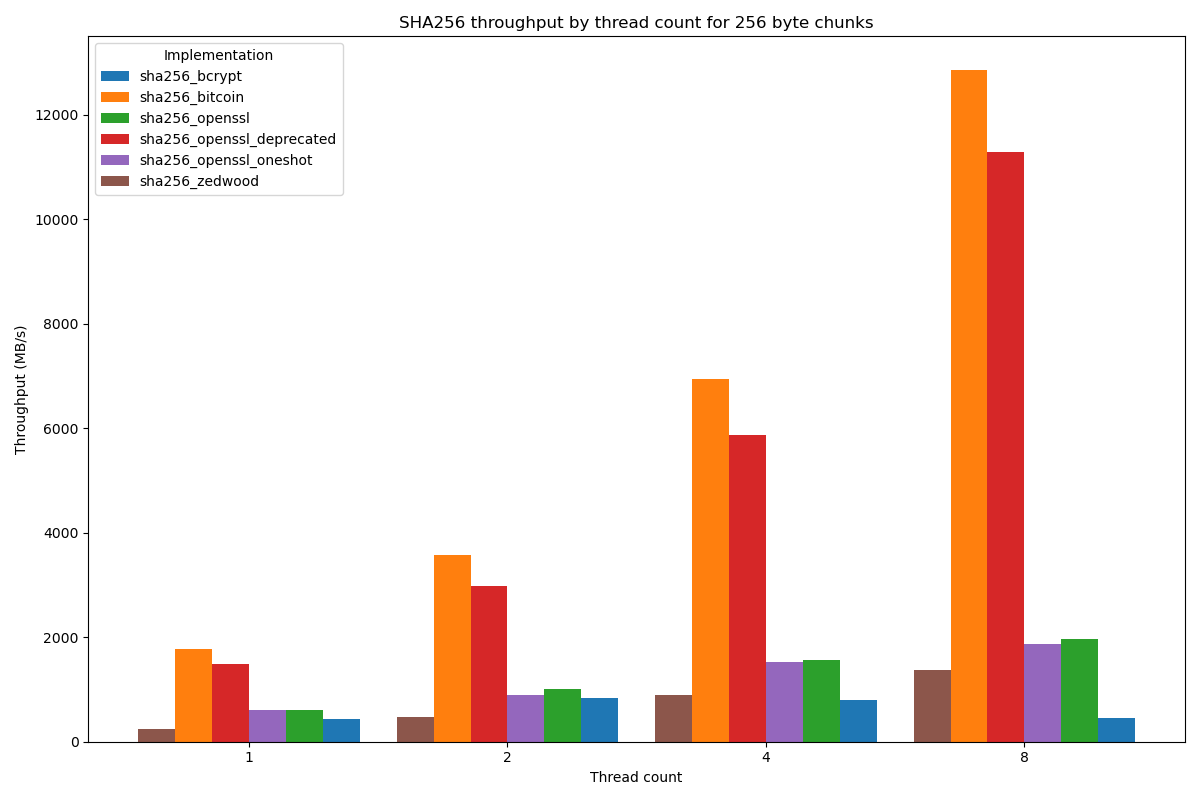 SHA256 throughput by thread count for 256 byte chunks
Implementation
sha256_bcrypt
sha256_bitcoin
sha256_openssl
sha256_openssl_deprecated
sha256_openssl_oneshot
sha256_zedwood
Throughput (MB/s)
12000
10000
8000
6000
4000
2000
0
1 2 4 8
Thread count